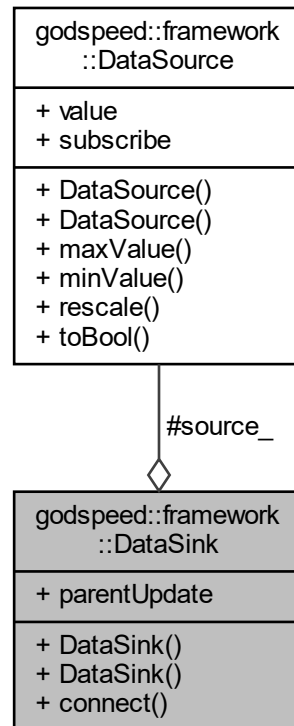 godspeed::framework
::DataSource
+ value
+ subscribe
+ DataSource()
+ DataSource()
+ maxValue()
+ minValue()
+ rescale()
+ toBool()
#source_
godspeed::framework
::DataSink
+ parentUpdate
+ DataSink()
+ DataSink()
+ connect()